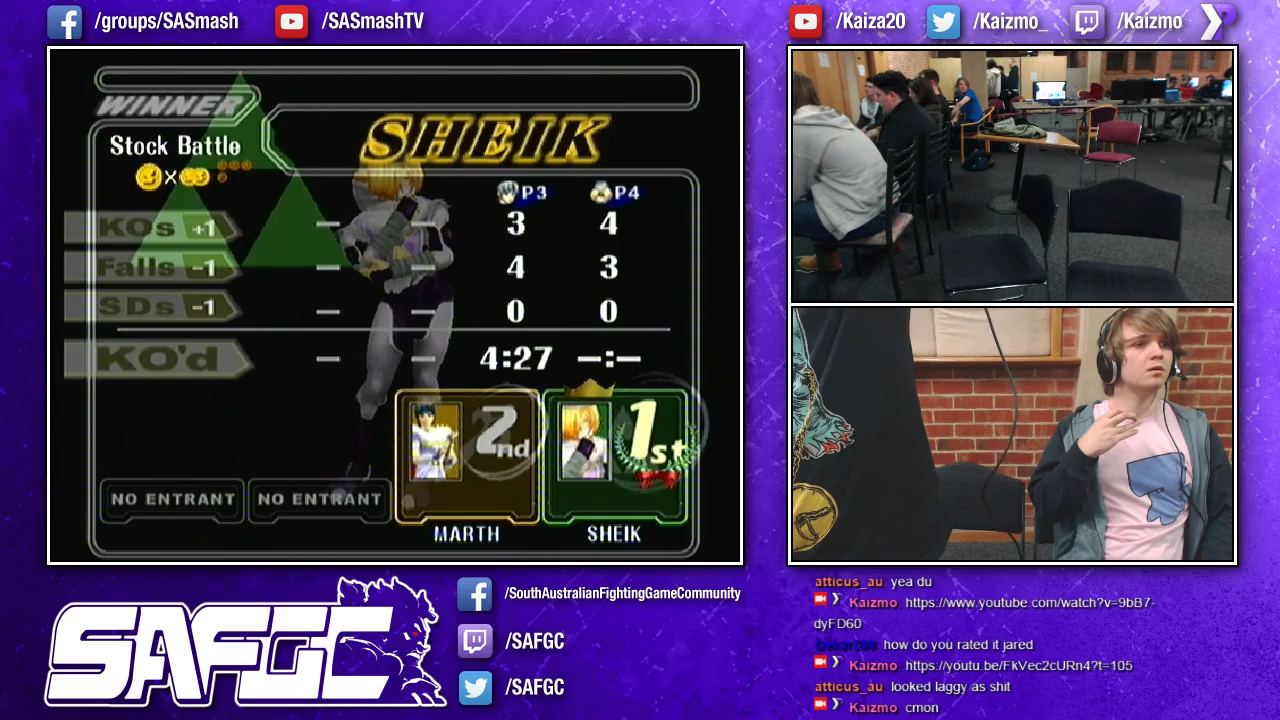 /groups/SASmash
/SASmashTV
/Kaiza20
/Kaizmo_
/Kaizmo
WINNER
SHEIK
Stock Battle
X
P3 P4
KOs +1 – – 3 4
Falls -1 – – 4 3
SDs -1 – – 0 0
KO'd – – 4:27 –:–
2nd
1st
NO ENTRANT
NO ENTRANT
MARTH
SHEIK
SAFGC
/SouthAustralianFightingGameCommunity
/SAFGC
/SAFGC
atticus_au yea du
Kaizmo https://www.youtube.com/watch?v=9bB7-
dyFD60
how do you rated it jared
Kaizmo https://youtu.be/FkVec2cURn4?t=105
atticus_au looked laggy as shit
Kaizmo cmon